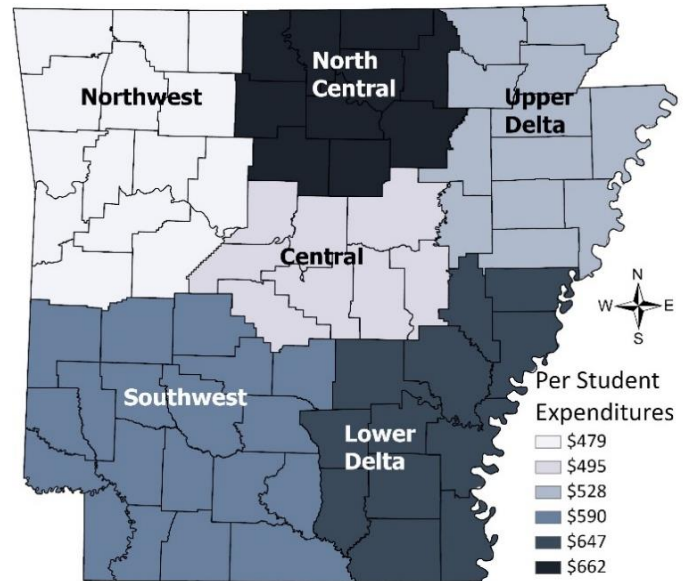 North
Central
Northwest
Upper
Delta
Central
N
W E
S
Southwest
Lower
Delta
Per Student
Expenditures
$479
$495
$528
$590
$647
$662